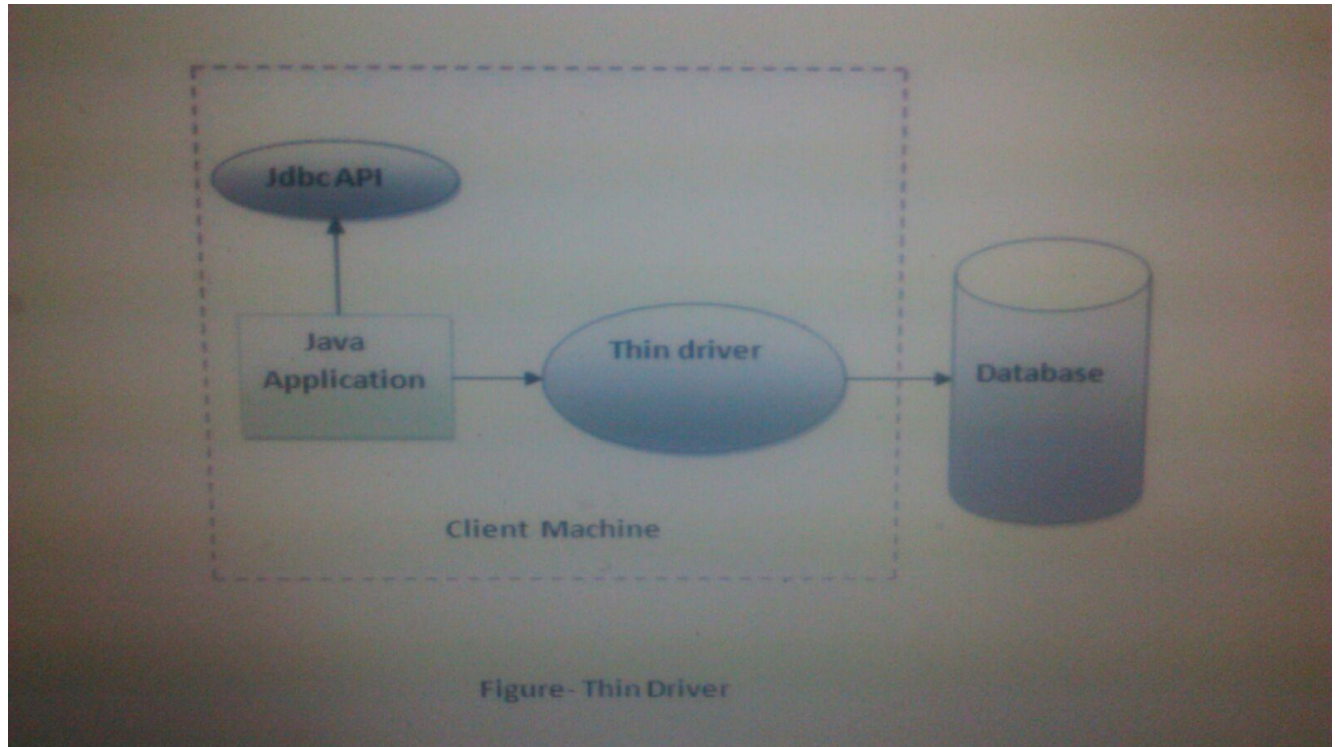 Jdbc API
Java
Application
Thin driver
Database
Client Machine
Figure- Thin Driver